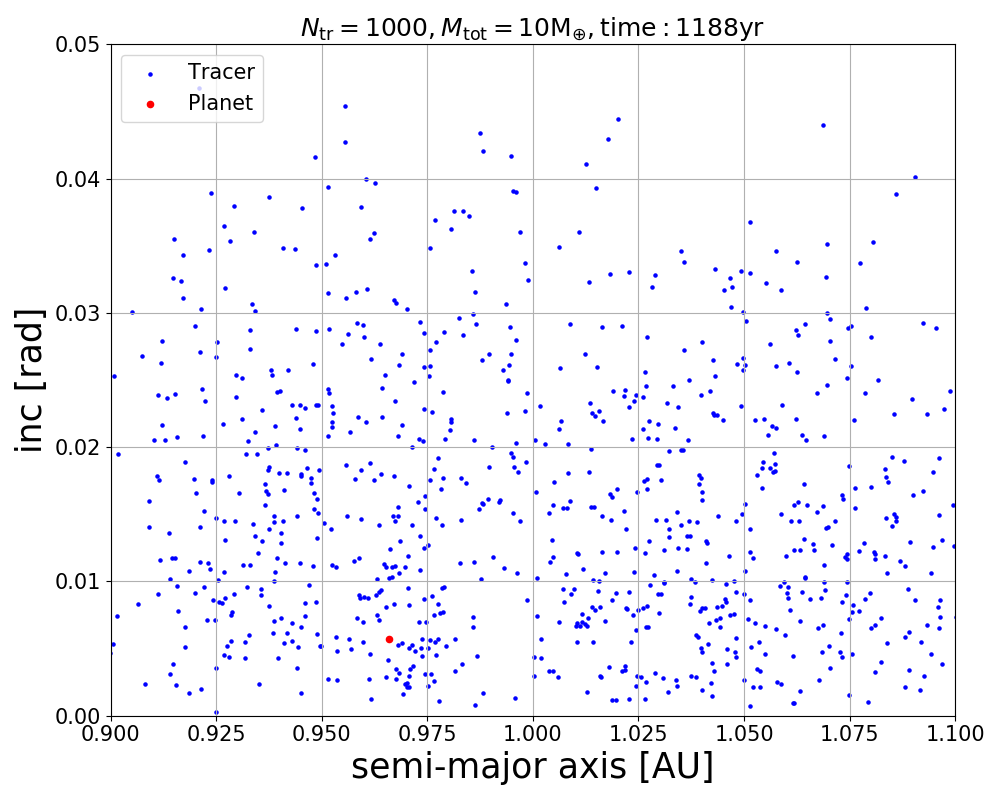 N_tr = 1000, M_tot = 10M_⊕, time : 1188yr
Tracer
Planet
0.05
0.04
0.03
0.02
0.01
0.00
inc [rad]
0.900 0.925 0.950 0.975 1.000 1.025 1.050 1.075 1.100
semi-major axis [AU]